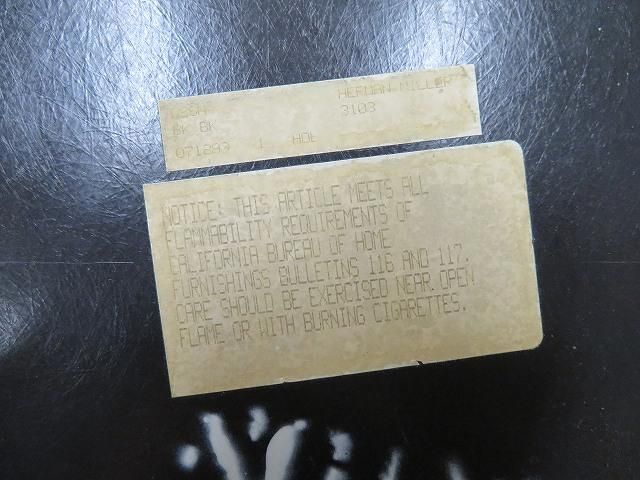 HERMAN MILLER
3103
BK BK
071893 1 HOL
NOTICE: THIS ARTICLE MEETS ALL
FLAMMABILITY REQUIREMENTS OF
CALIFORNIA BUREAU OF HOME
FURNISHINGS BULLETINS 116 AND 117.
CARE SHOULD BE EXERCISED NEAR OPEN
FLAME OR WITH BURNING CIGARETTES.